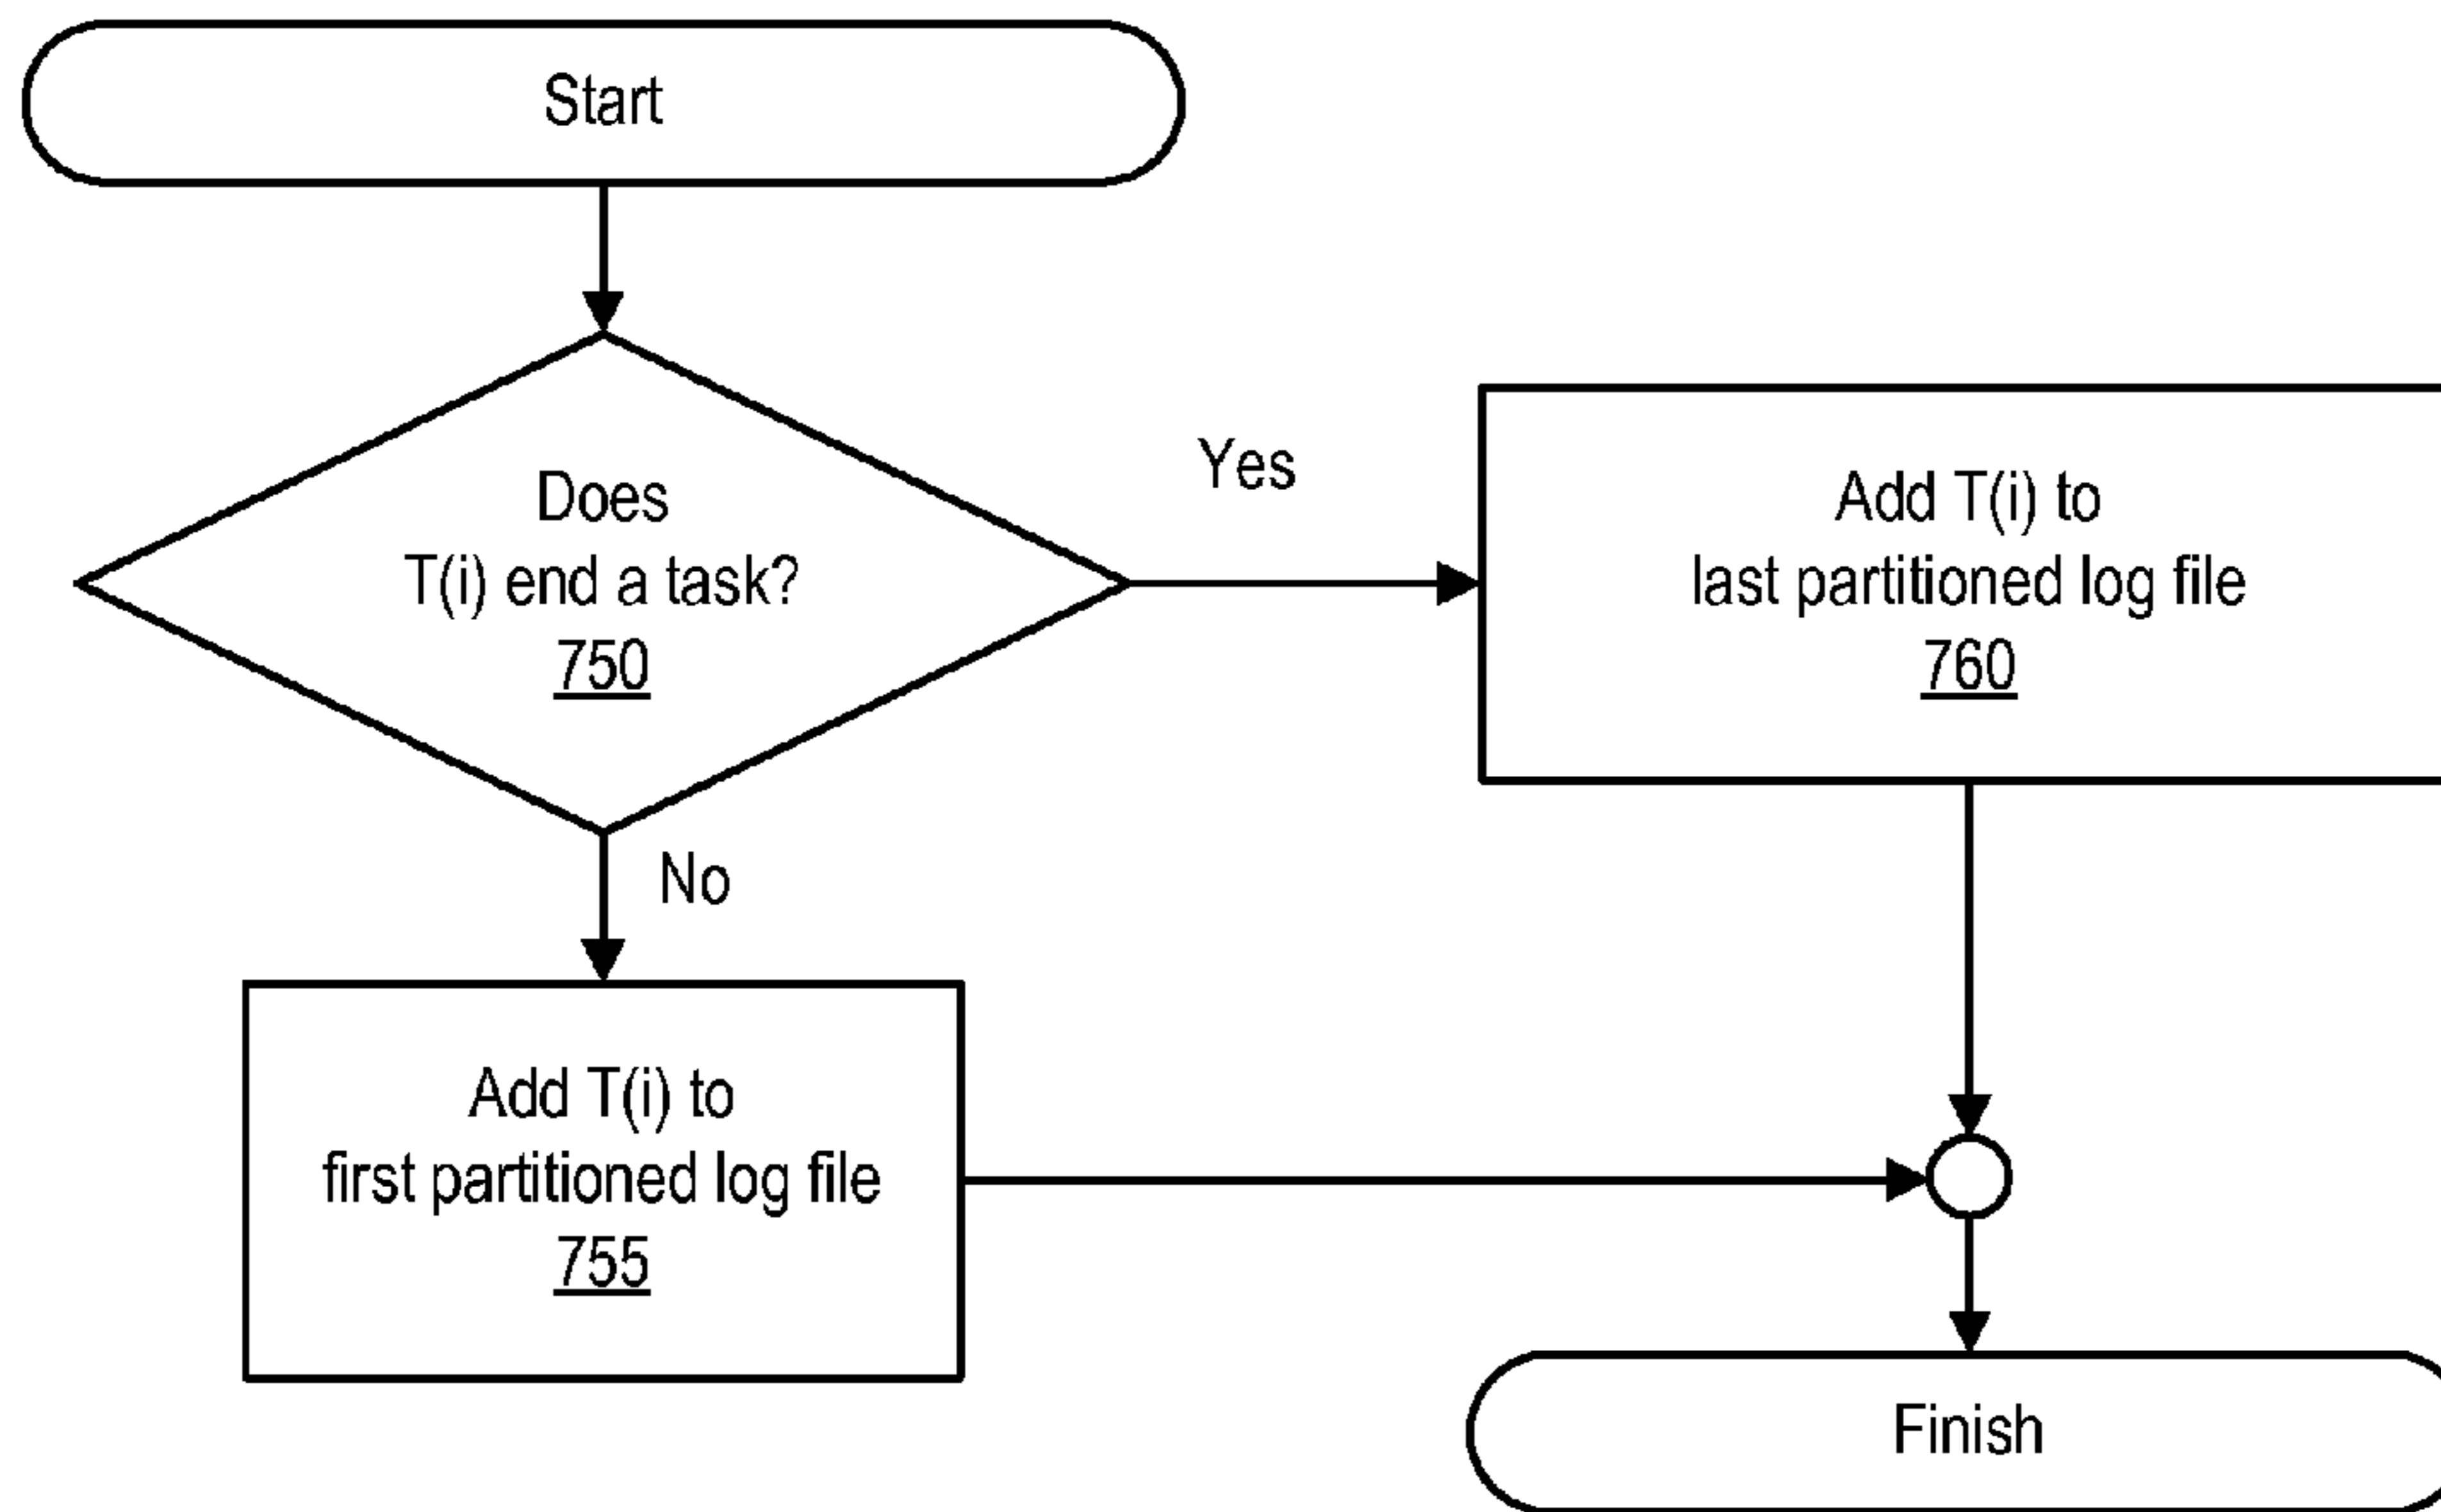 Start
Does
T(i) end a task?
750
Yes
Add T(i) to
last partitioned log file
760
No
Add T(i) to
first partitioned log file
755
Finish